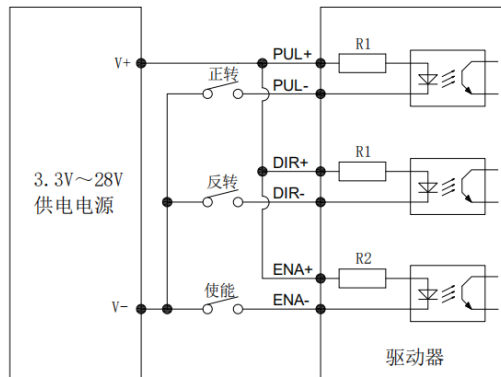 V+
正转
PUL+
R1
PUL-
3.3V～28V
供电电源
反转
DIR+
R1
DIR-
V-
使能
ENA+
R2
ENA-
驱动器